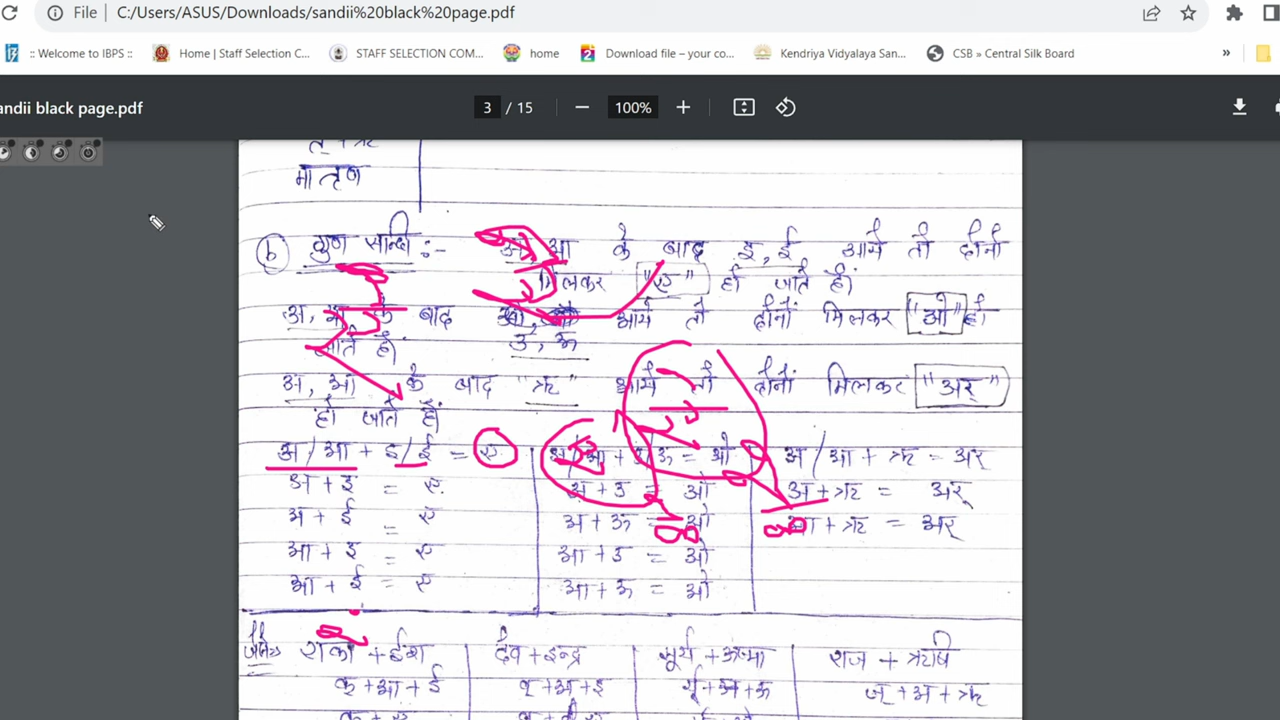 File | C:/Users/ASUS/Downloads/sandii%20black%20page.pdf
:: Welcome to IBPS :: Home | Staff Selection C... STAFF SELECTION COM... home Download file – your co... Kendriya Vidyalaya San... CSB » Central Silk Board »
andii black page.pdf 3 / 15 − 100% +
त् + ऋ
मातृण
(b) गुण सन्धि :- अ, आ के बाद इ, ई आये तो दोनों
मिलकर "ए" हो जाते हैं।
अ, आ के बाद आये तो दोनों मिलकर "ओ" हो
जाते हैं। उ, ऊ
अ, आ के बाद "ऋ" आये तो दोनों मिलकर "अर्"
हो जाते हैं
अ/आ + इ/ई = ए अ/आ + उ/ऊ = ओ अ/आ + ऋ = अर्
अ + इ = ए अ + उ = ओ अ + ऋ = अर्
अ + ई = ए अ + ऊ = ओ आ + ऋ = अर्
आ + इ = ए आ + उ = ओ
आ + ई = ए आ + ऊ = ओ
जैसे राका + ईश देव + इन्द्र सूर्य + ऊष्मा राज + ऋषि
क् + आ + ई व् + अ + इ र्य् + अ + ऊ ज् + अ + ऋ